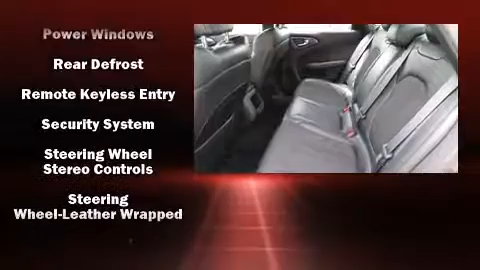 Power Windows
Rear Defrost
Remote Keyless Entry
Security System
Steering Wheel
Stereo Controls
Steering
Wheel-Leather Wrapped